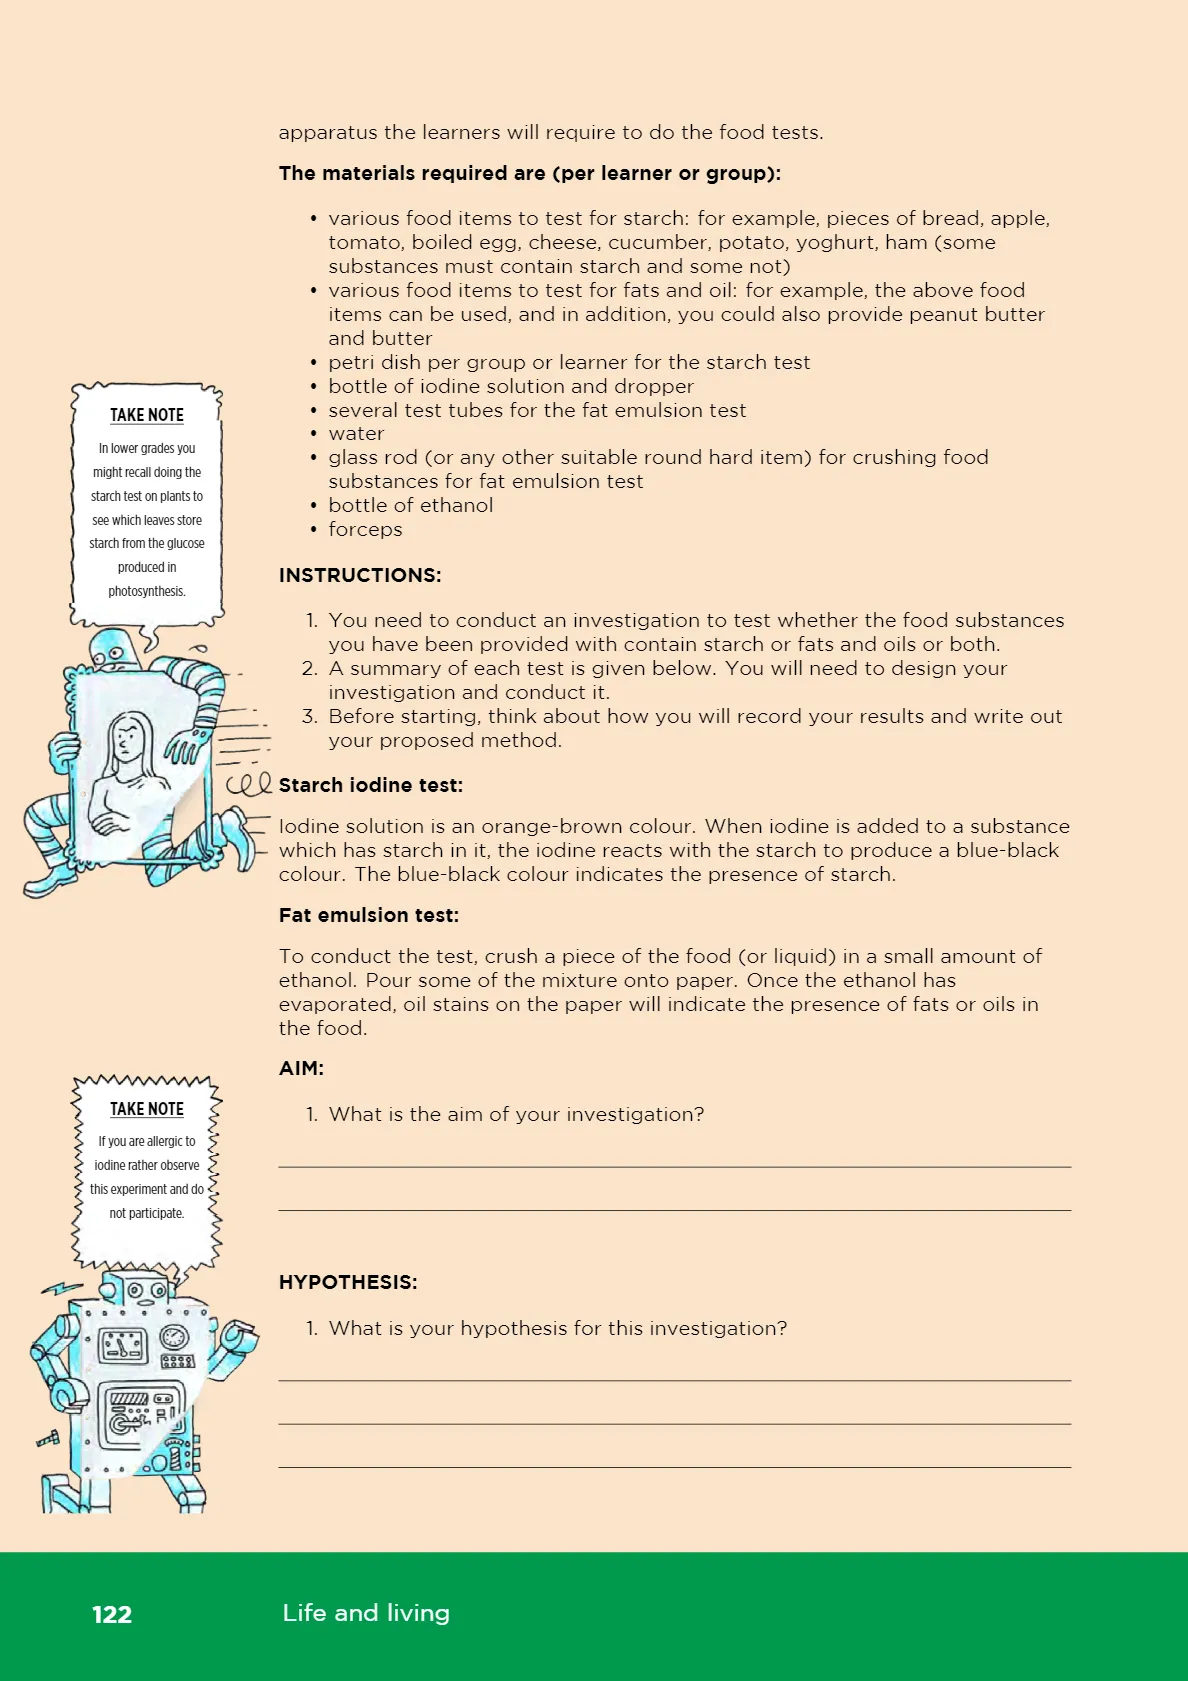 apparatus the learners will require to do the food tests.
The materials required are (per learner or group):
• various food items to test for starch: for example, pieces of bread, apple,
tomato, boiled egg, cheese, cucumber, potato, yoghurt, ham (some
substances must contain starch and some not)
• various food items to test for fats and oil: for example, the above food
items can be used, and in addition, you could also provide peanut butter
and butter
• petri dish per group or learner for the starch test
• bottle of iodine solution and dropper
• several test tubes for the fat emulsion test
• water
• glass rod (or any other suitable round hard item) for crushing food
substances for fat emulsion test
• bottle of ethanol
• forceps
TAKE NOTE
In lower grades you
might recall doing the
starch test on plants to
see which leaves store
starch from the glucose
produced in
photosynthesis.
INSTRUCTIONS:
1. You need to conduct an investigation to test whether the food substances
you have been provided with contain starch or fats and oils or both.
2. A summary of each test is given below. You will need to design your
investigation and conduct it.
3. Before starting, think about how you will record your results and write out
your proposed method.
Starch iodine test:
Iodine solution is an orange-brown colour. When iodine is added to a substance
which has starch in it, the iodine reacts with the starch to produce a blue-black
colour. The blue-black colour indicates the presence of starch.
Fat emulsion test:
To conduct the test, crush a piece of the food (or liquid) in a small amount of
ethanol. Pour some of the mixture onto paper. Once the ethanol has
evaporated, oil stains on the paper will indicate the presence of fats or oils in
the food.
AIM:
1. What is the aim of your investigation?
TAKE NOTE
If you are allergic to
iodine rather observe
this experiment and do
not participate.
HYPOTHESIS:
1. What is your hypothesis for this investigation?
122
Life and living